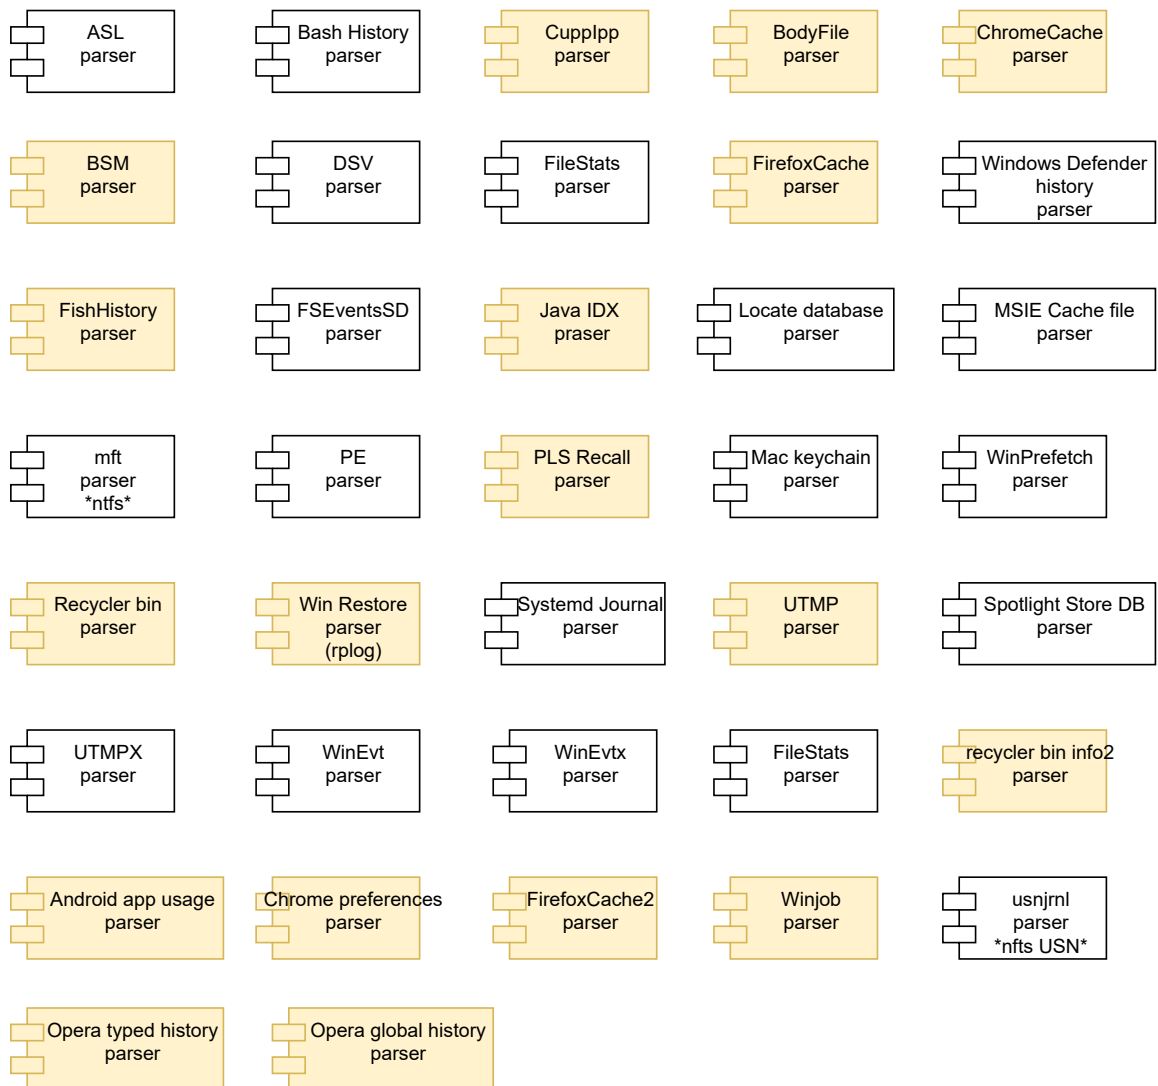 ASL
parser
Bash History
parser
CuppIpp
parser
BodyFile
parser
ChromeCache
parser
BSM
parser
DSV
parser
FileStats
parser
FirefoxCache
parser
Windows Defender
history
parser
FishHistory
parser
FSEventsSD
parser
Java IDX
praser
Locate database
parser
MSIE Cache file
parser
mft
parser
*ntfs*
PE
parser
PLS Recall
parser
Mac keychain
parser
WinPrefetch
parser
Recycler bin
parser
Win Restore
parser
(rplog)
Systemd Journal
parser
UTMP
parser
Spotlight Store DB
parser
UTMPX
parser
WinEvt
parser
WinEvtx
parser
FileStats
parser
recycler bin info2
parser
Android app usage
parser
Chrome preferences
parser
FirefoxCache2
parser
Winjob
parser
usnjrnl
parser
*nfts USN*
Opera typed history
parser
Opera global history
parser